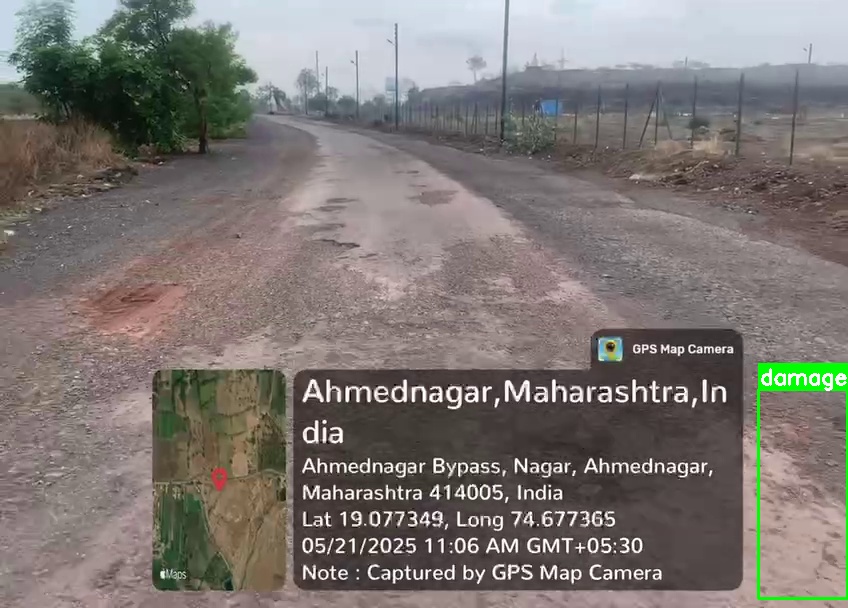 GPS Map Camera
damage
Ahmednagar,Maharashtra,In
dia
Ahmednagar Bypass, Nagar, Ahmednagar,
Maharashtra 414005, India
Lat 19.077349, Long 74.677365
05/21/2025 11:06 AM GMT+05:30
Note : Captured by GPS Map Camera
Maps